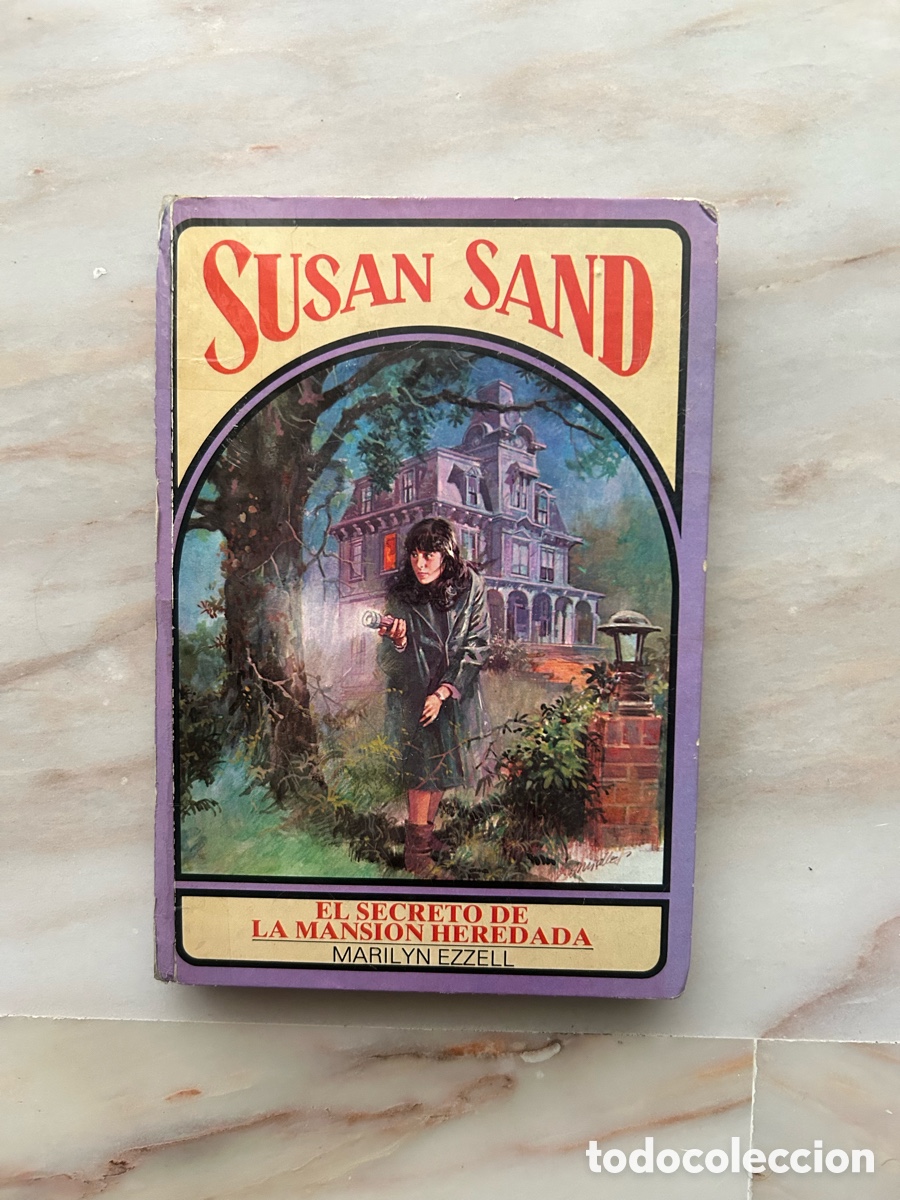 SUSAN SAND
EL SECRETO DE
LA MANSION HEREDADA
MARILYN EZZELL
todocoleccion